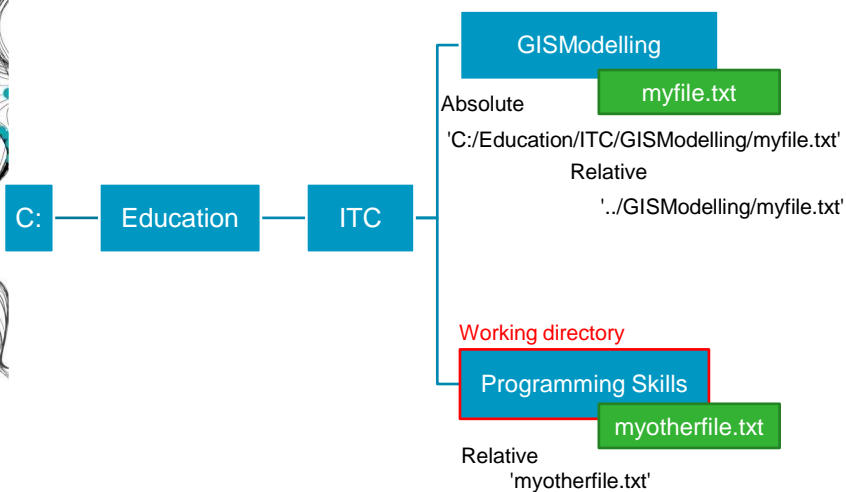 GISModelling
myfile.txt
Absolute
'C:/Education/ITC/GISModelling/myfile.txt'
Relative
'../GISModelling/myfile.txt'
C:
Education
ITC
Working directory
Programming Skills
myotherfile.txt
Relative
'myotherfile.txt'